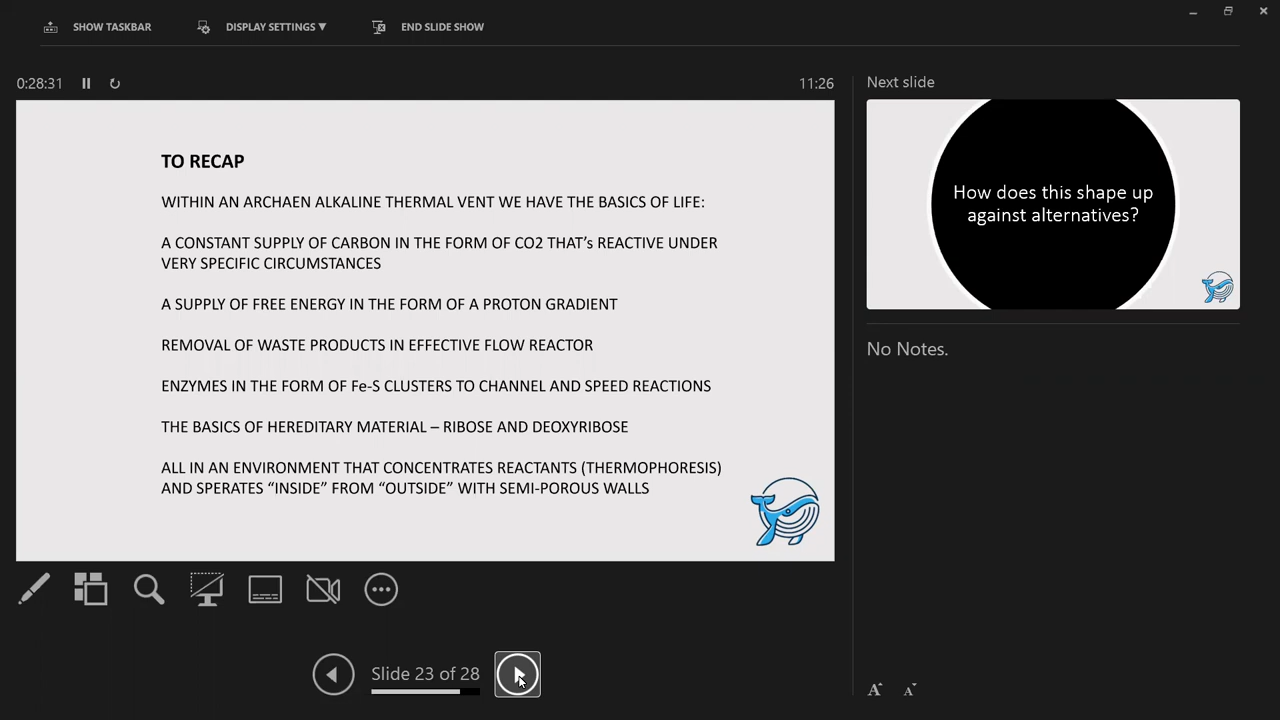 SHOW TASKBAR
DISPLAY SETTINGS ▼
END SLIDE SHOW
0:28:31
11:26
TO RECAP
WITHIN AN ARCHAEN ALKALINE THERMAL VENT WE HAVE THE BASICS OF LIFE:
A CONSTANT SUPPLY OF CARBON IN THE FORM OF CO2 THAT’s REACTIVE UNDER
VERY SPECIFIC CIRCUMSTANCES
A SUPPLY OF FREE ENERGY IN THE FORM OF A PROTON GRADIENT
REMOVAL OF WASTE PRODUCTS IN EFFECTIVE FLOW REACTOR
ENZYMES IN THE FORM OF Fe-S CLUSTERS TO CHANNEL AND SPEED REACTIONS
THE BASICS OF HEREDITARY MATERIAL – RIBOSE AND DEOXYRIBOSE
ALL IN AN ENVIRONMENT THAT CONCENTRATES REACTANTS (THERMOPHORESIS)
AND SPERATES “INSIDE” FROM “OUTSIDE” WITH SEMI-POROUS WALLS
Slide 23 of 28
Next slide
How does this shape up
against alternatives?
No Notes.
A A